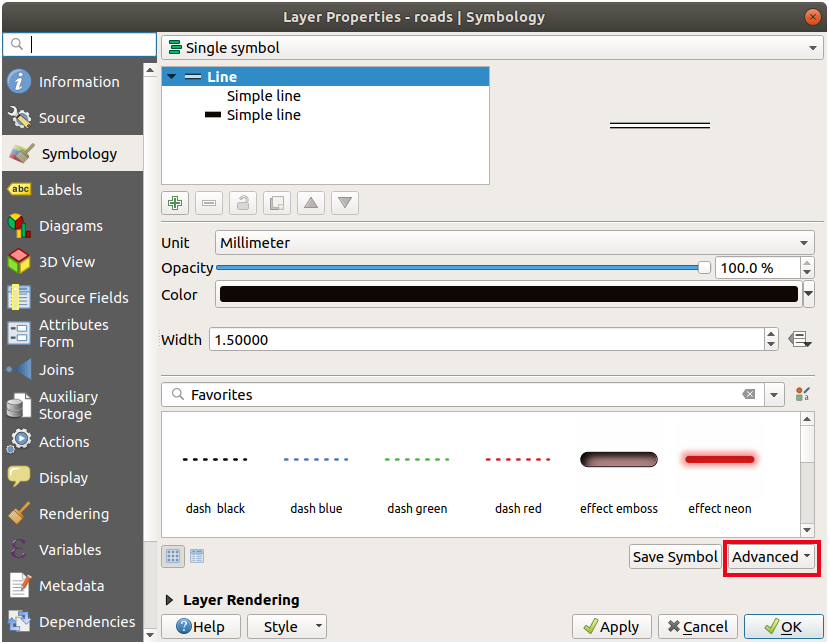 Layer Properties - roads | Symbology
Information
Source
Symbology
abc Labels
Diagrams
3D View
Source Fields
Attributes
Form
Joins
Auxiliary
Storage
Actions
Display
Rendering
Variables
Metadata
Dependencies
Single symbol
Line
Simple line
Simple line
Unit Millimeter
Opacity 100.0 %
Color
Width 1.50000
Favorites
dash black dash blue dash green dash red effect emboss effect neon
Save Symbol Advanced
Layer Rendering
Help Style Apply Cancel OK